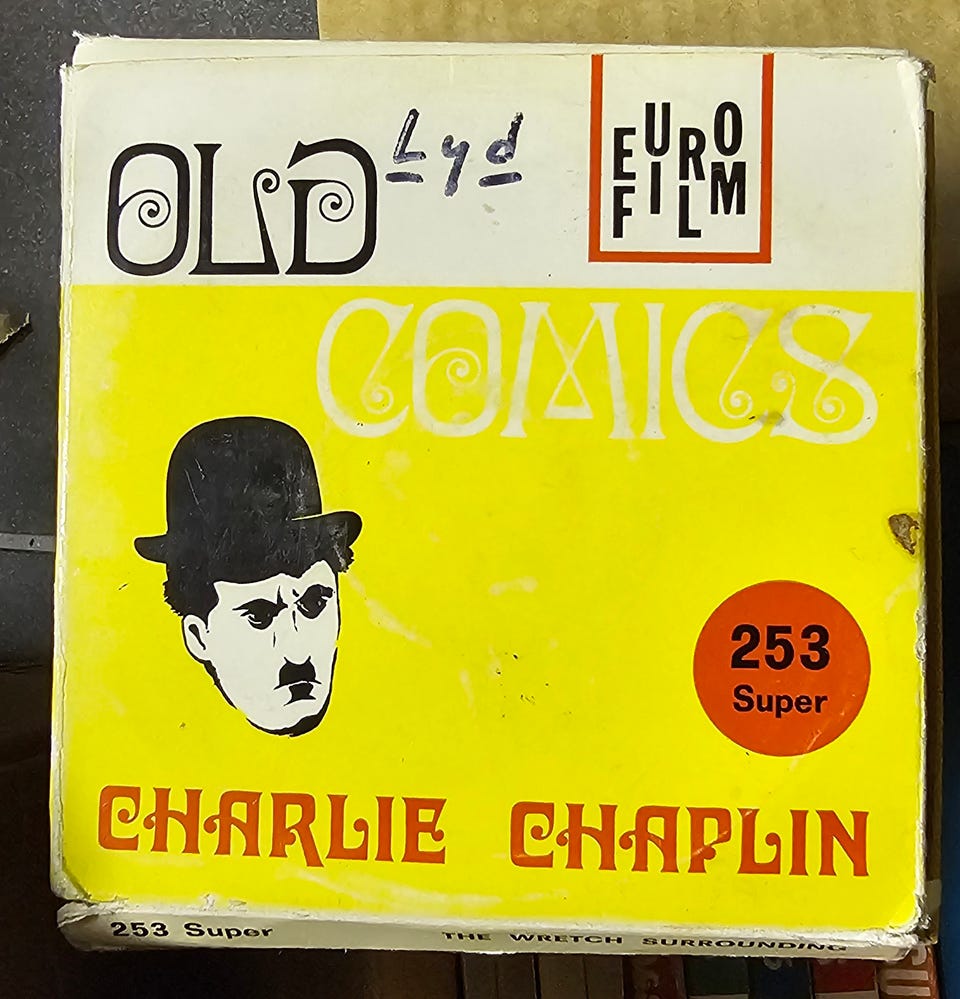 OLD Lyd
EURO
FILM
COMICS
253
Super
CHARLIE CHAPLIN
253 Super THE WRETCH SURROUNDING